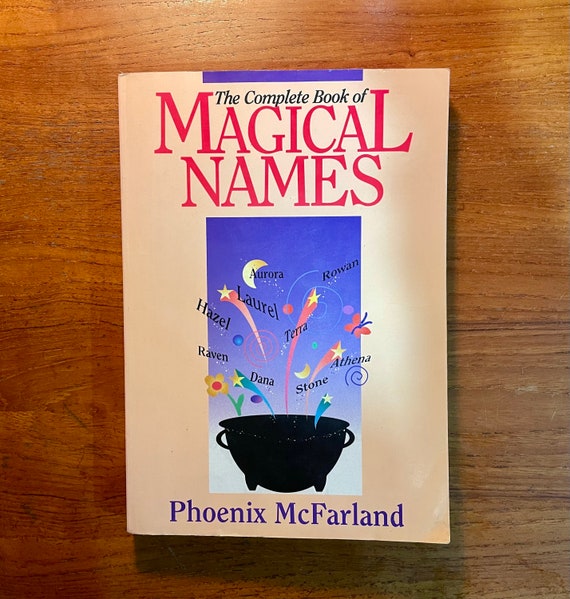 The Complete Book of
MAGICAL
NAMES
Aurora
Rowan
Laurel
Hazel
Terra
Raven
Athena
Dana
Stone
Phoenix McFarland